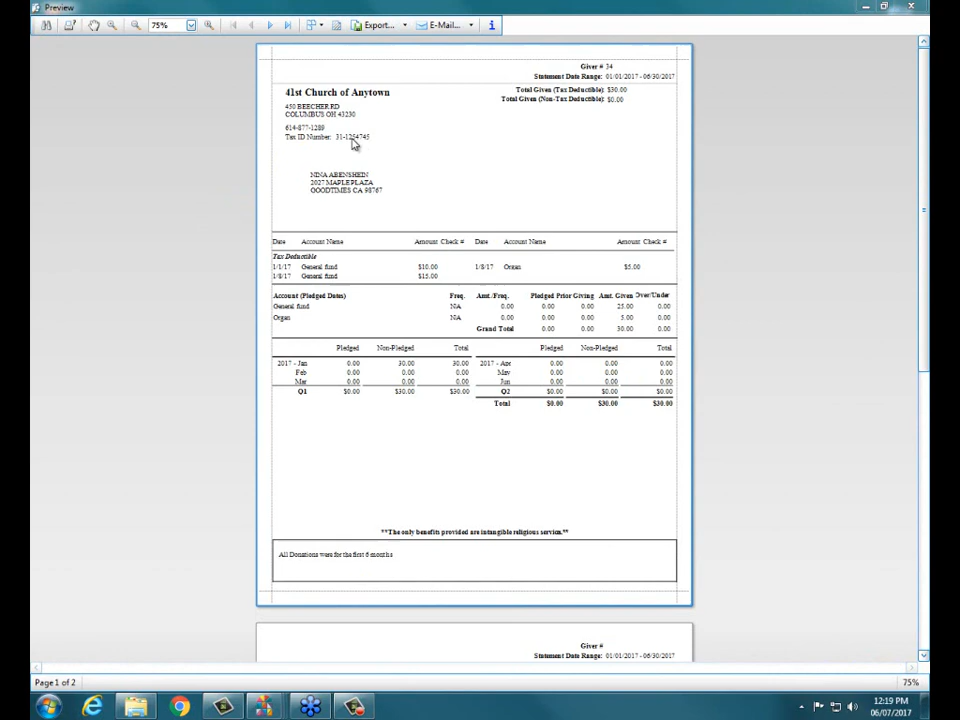 Preview
75%
Export...
E-Mail...
Giver # 34
Statement Date Range: 01/01/2017 - 06/30/2017
41st Church of Anytown
Total Given (Tax Deductible): $30.00
Total Given (Non-Tax Deductible): $0.00
450 BEECHER RD
COLUMBUS OH 43230
614-877-1289
Tax ID Number: 31-1254745
NINA ABENSHEIN
2027 MAPLE PLAZA
GOODTIMES CA 98767
Date Account Name Amount Check # Date Account Name Amount Check #
Tax Deductible
1/1/17 General fund $10.00 1/8/17 Organ $5.00
1/8/17 General fund $15.00
Account (Pledged Dates) Freq. Amt./Freq. Pledged Prior Giving Amt. Given Over/Under
General fund NA 0.00 0.00 0.00 25.00 0.00
Organ NA 0.00 0.00 0.00 5.00 0.00
Grand Total 0.00 0.00 30.00 0.00
Pledged Non-Pledged Total Pledged Non-Pledged Total
2017 - Jan 0.00 30.00 30.00 2017 - Apr 0.00 0.00 0.00
Feb 0.00 0.00 0.00 May 0.00 0.00 0.00
Mar 0.00 0.00 0.00 Jun 0.00 0.00 0.00
Q1 $0.00 $30.00 $30.00 Q2 $0.00 $0.00 $0.00
Total $0.00 $30.00 $30.00
**The only benefits provided are intangible religious service.**
All Donations were for the first 6 months
Giver #
Statement Date Range: 01/01/2017 - 06/30/2017
Page 1 of 2
75%
12:19 PM
06/07/2017